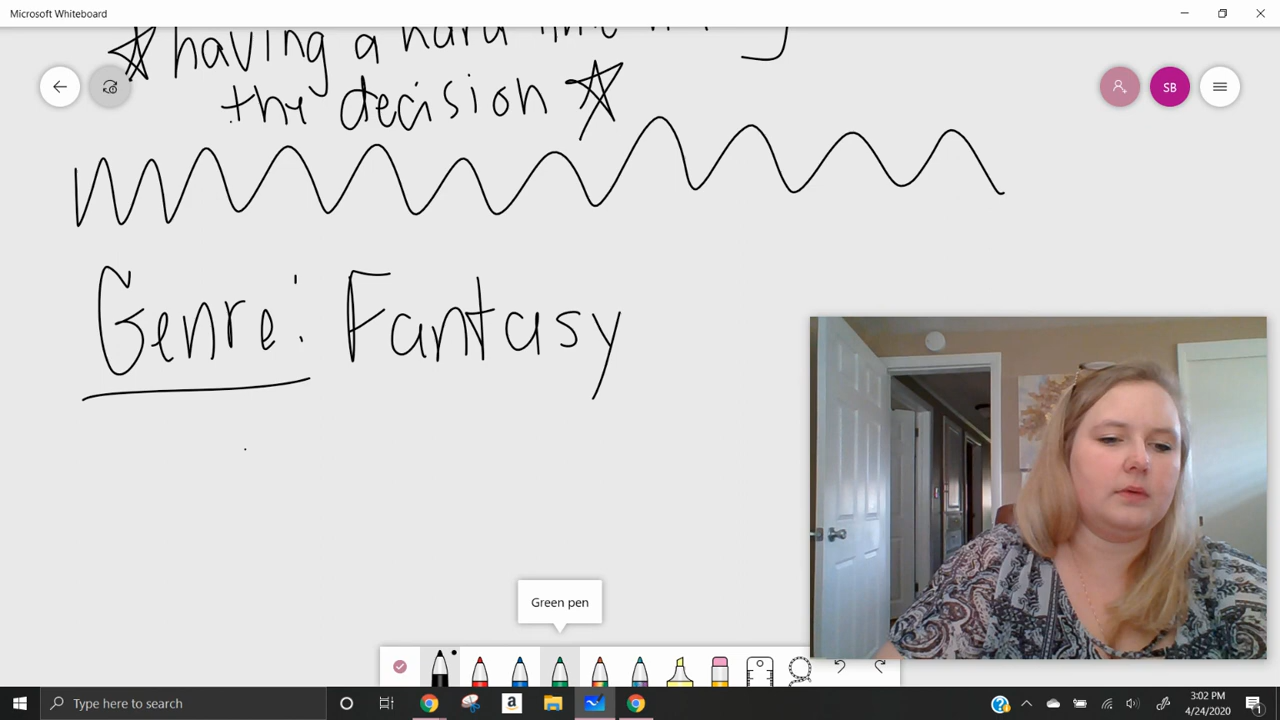 Microsoft Whiteboard
having a hard
the decision
SB
Genre: Fantasy
Green pen
Type here to search
3:02 PM
4/24/2020